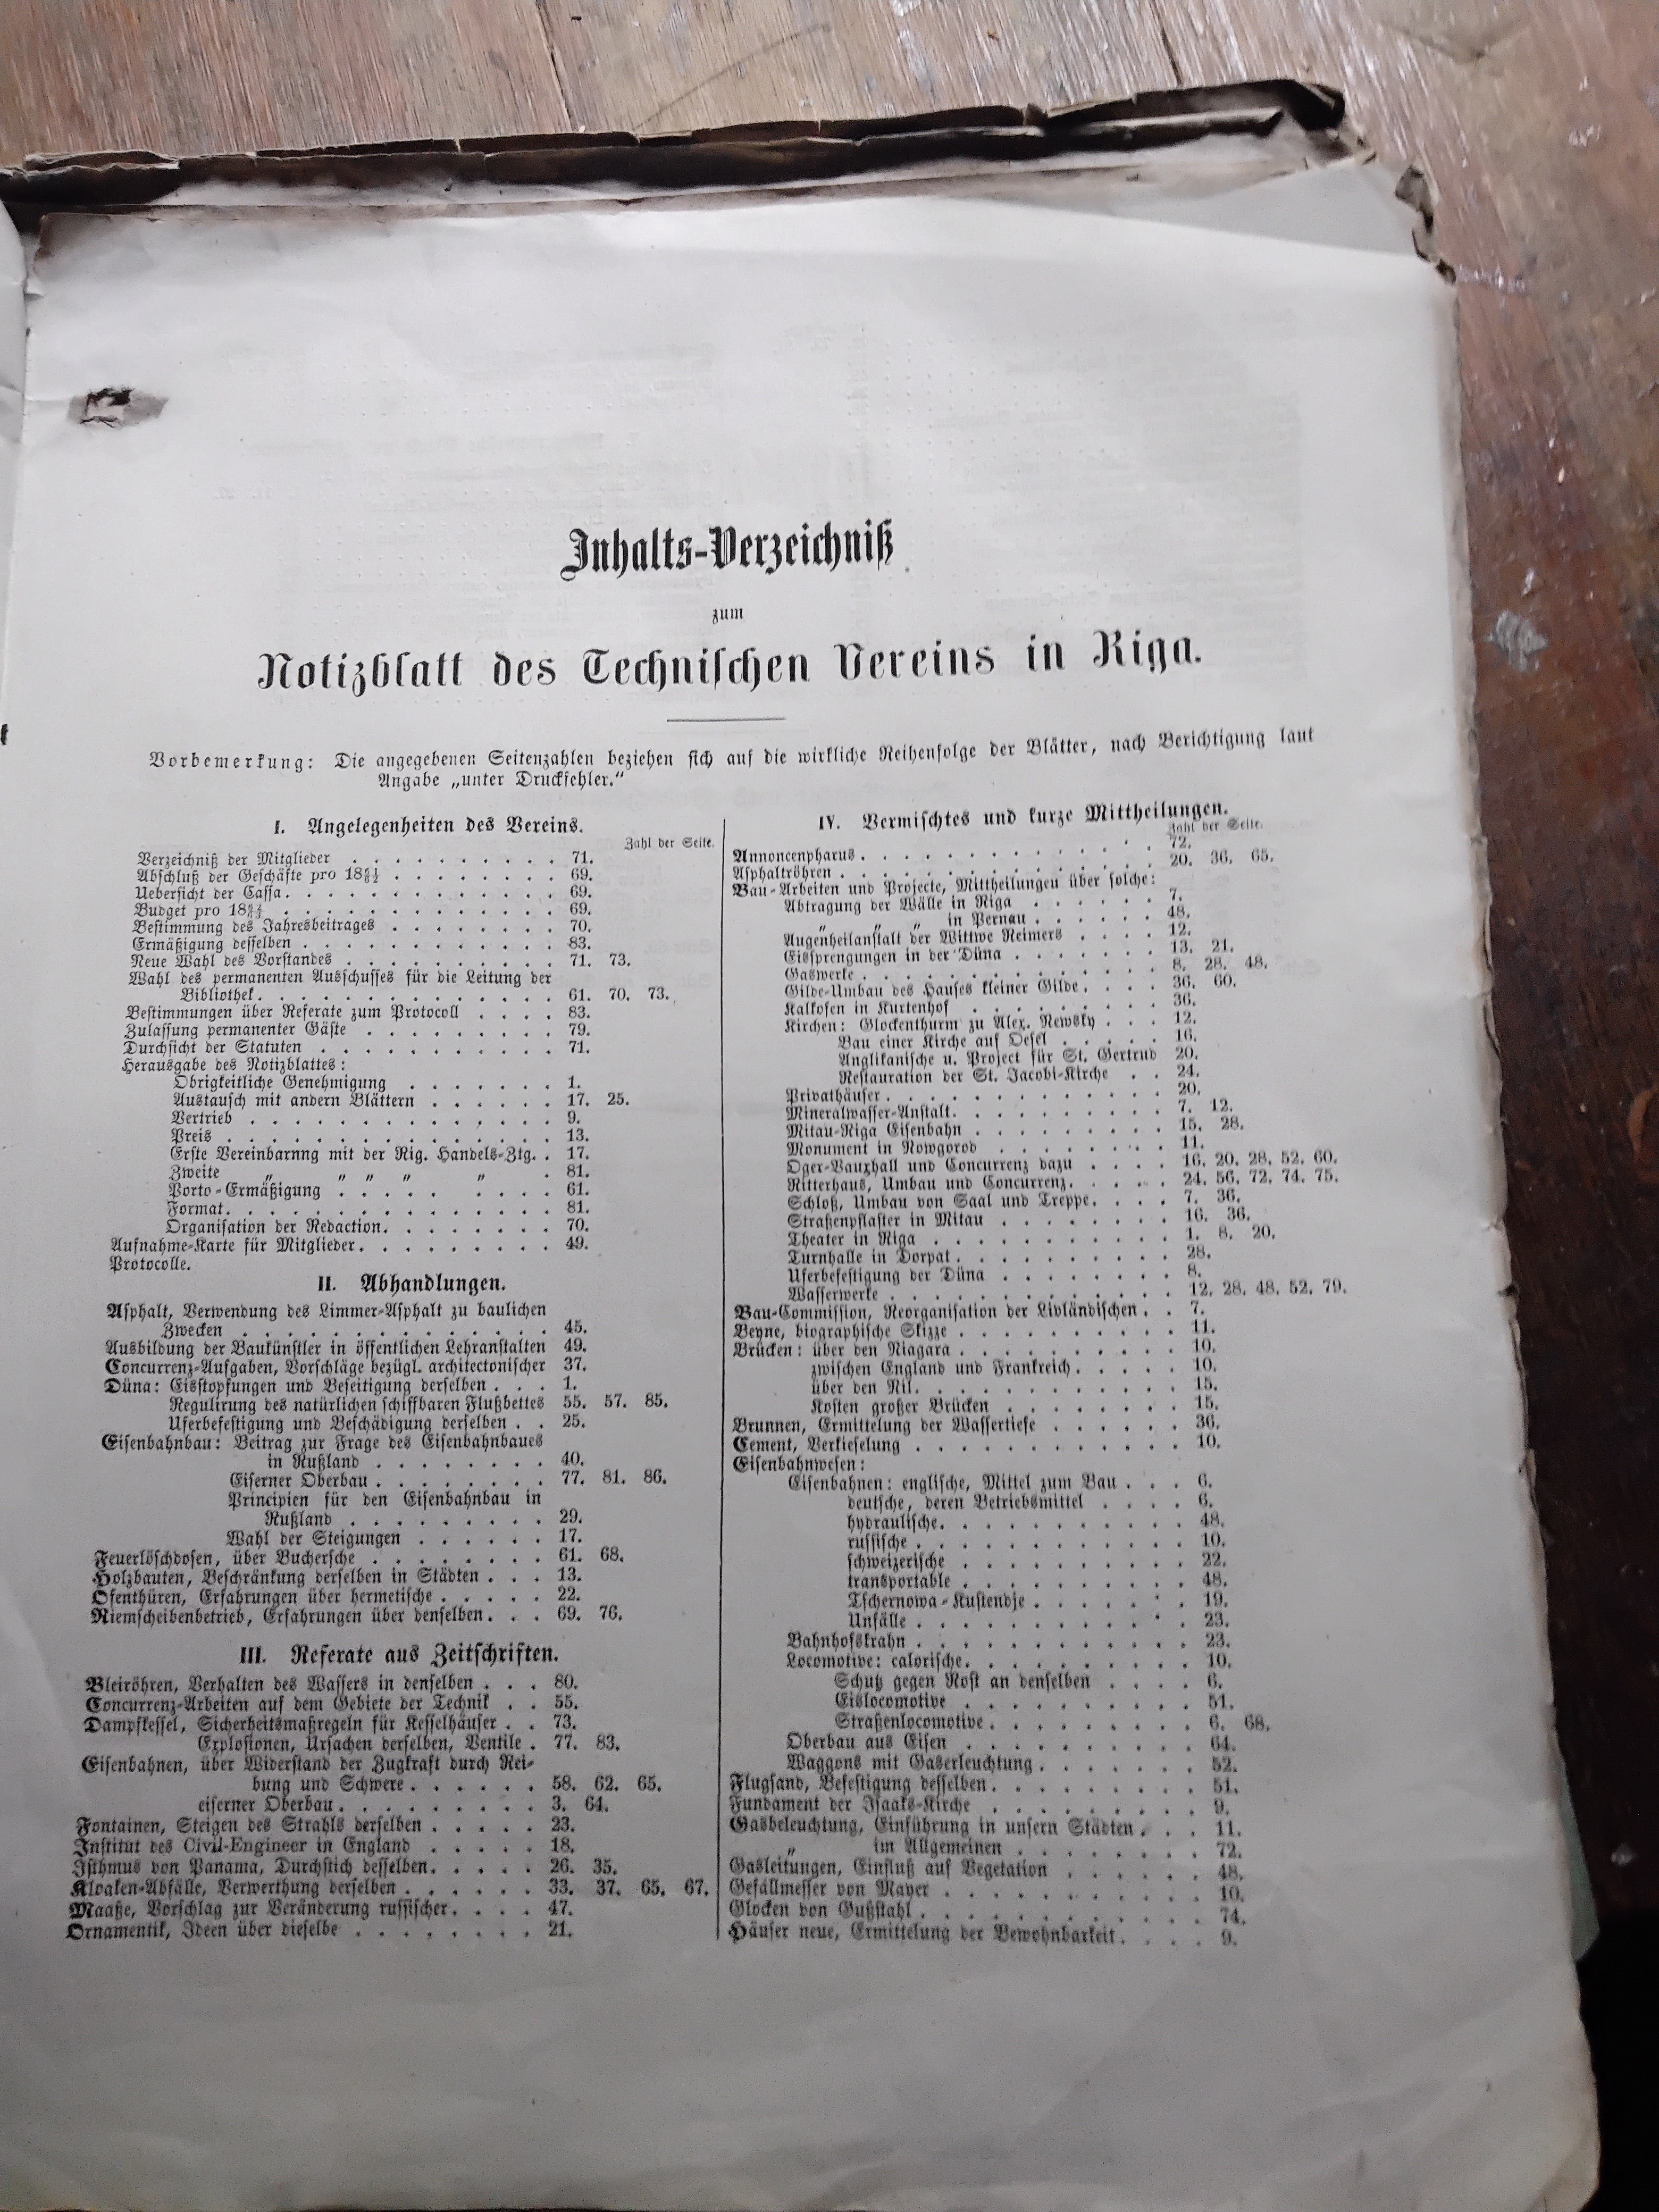 Inhalts-Verzeichniß
zum
Notizblatt des Technischen Vereins in Riga.
Vorbemerkung: Die angegebenen Seitenzahlen beziehen sich auf die wirkliche Reihenfolge der Blätter, nach Berichtigung laut
Angabe „unter Druckfehler.“
I. Angelegenheiten des Vereins.
Zahl der Seite.
Verzeichniß der Mitglieder . . . . . . . . . . 71.
Abschluß der Geschäfte pro 18 . . . . . . . . 69.
Uebersicht der Cassa . . . . . . . . . . . . . 69.
Budget pro 18 . . . . . . . . . . . . . 69.
Bestimmung des Jahresbeitrages . . . . . . . . 70.
Ermäßigung desselben . . . . . . . . . . . . 83.
Neue Wahl des Vorstandes . . . . . . . . . . 71. 73.
Wahl des permanenten Ausschusses für die Leitung der
Bibliothek . . . . . . . . . . . . . . 61. 70. 73.
Bestimmungen über Referate zum Protocoll . . . . 83.
Zulassung permanenter Gäste . . . . . . . . . 79.
Durchsicht der Statuten . . . . . . . . . . . 71.
Herausgabe des Notizblattes:
Obrigkeitliche Genehmigung . . . . . . . 1.
Austausch mit andern Blättern . . . . . . 17. 25.
Vertrieb . . . . . . . . . . . . . . 9.
Preis . . . . . . . . . . . . . . . 13.
Erste Vereinbarnng mit der Rig. Handels-Ztg. . 17.
Zweite „ „ „ „ „ . 81.
Porto-Ermäßigung . . . . . . 61.
Format . . . . . . . . . . . . . . . 81.
Organisation der Redaction . . . . . . . . 70.
Aufnahme-Karte für Mitglieder . . . . . . . . . 49.
Protocolle.
II. Abhandlungen.
Asphalt, Verwendung des Limmer-Asphalt zu baulichen
Zwecken . . . . . . . . . . . . . . 45.
Ausbildung der Baukünstler in öffentlichen Lehranstalten 49.
Concurrenz-Aufgaben, Vorschläge bezügl. architectonischer 37.
Düna: Eisstopfungen und Beseitigung derselben . . . 1.
Regulirung des natürlichen schiffbaren Flußbettes 55. 57. 85.
Uferbefestigung und Beschädigung derselben . . 25.
Eisenbahnbau: Beitrag zur Frage des Eisenbahnbaues
in Rußland . . . . . . . . . 40.
Eiserner Oberbau . . . . . . . . 77. 81. 86.
Principien für den Eisenbahnbau in
Rußland . . . . . . . . . 29.
Wahl der Steigungen . . . . . . 17.
Feuerlöschdosen, über Buchersche . . . . . . . . 61. 68.
Holzbauten, Beschränkung derselben in Städten . . . 13.
Ofenthüren, Erfahrungen über hermetische . . . . . 22.
Riemscheibenbetrieb, Erfahrungen über denselben . . . 69. 76.
III. Referate aus Zeitschriften.
Bleiröhren, Verhalten des Wassers in denselben . . . 80.
Concurrenz-Arbeiten auf dem Gebiete der Technik . . 55.
Dampfkessel, Sicherheitsmaßregeln für Kesselhäuser . . 73.
Explosionen, Ursachen derselben, Ventile . 77. 83.
Eisenbahnen, über Widerstand der Zugkraft durch Rei-
bung und Schwere . . . . . . 58. 62. 65.
eiserner Oberbau . . . . . . . . . 3. 64.
Fontainen, Steigen des Strahls derselben . . . . . 23.
Institut des Civil-Engineer in England . . . . . 18.
Isthmus von Panama, Durchstich desselben . . . . . 26. 35.
Kloaken-Abfälle, Verwerthung derselben . . . . . . 33. 37. 65. 67.
Maaße, Vorschlag zur Veränderung russischer . . . . 47.
Ornamentik, Ideen über dieselbe . . . . . . . . 21.
IV. Vermischtes und kurze Mittheilungen.
Zahl der Seite.
Annoncenpharus . . . . . . . . . . . . . 72.
Asphaltröhren . . . . . . . . . . . . . . 20. 36. 65.
Bau-Arbeiten und Projecte, Mittheilungen über solche:
Abtragung der Wälle in Riga . . . . . . 7.
„ „ „ in Pernau . . . . . 48.
Augenheilanstalt der Wittwe Reimers . . . . 12.
Eissprengungen in der Düna . . . . . . . 13. 21.
Gaswerke . . . . . . . . . . . . . . 8. 28. 48.
Gilde-Umbau des Hauses kleiner Gilde . . . . 36. 60.
Kalkofen in Kurtenhof . . . . . . . . . 36.
Kirchen: Glockenthurm zu Alex. Newsky . . . 12.
Bau einer Kirche auf Oesel . . . . . 16.
Anglikanische u. Project für St. Gertrud 20.
Restauration der St. Jacobi-Kirche . . 24.
Privathäuser . . . . . . . . . . . . . 20.
Mineralwasser-Anstalt . . . . . . . . . . 7. 12.
Mitau-Riga Eisenbahn . . . . . . . . . 15. 28.
Monument in Nowgorod . . . . . . . . . 11.
Oger-Vauxhall und Concurrenz dazu . . . . 16. 20. 28. 52. 60.
Ritterhaus, Umbau und Concurrenz . . . . . 24. 56. 72. 74. 75.
Schloß, Umbau von Saal und Treppe . . . . 7. 36.
Straßenpflaster in Mitau . . . . . . . . 16. 36.
Theater in Riga . . . . . . . . . . . 1. 8. 20.
Turnhalle in Dorpat . . . . . . . . . . 28.
Uferbefestigung der Düna . . . . . . . . 8.
Wasserwerke . . . . . . . . . . . . . 12. 28. 48. 52. 79.
Bau-Commission, Reorganisation der Livländischen . . 7.
Beyne, biographische Skizze . . . . . . . . . . 11.
Brücken: über den Niagara . . . . . . . . . . 10.
zwischen England und Frankreich . . . . . 10.
über den Nil . . . . . . . . . . . . 15.
Kosten großer Brücken . . . . . . . . 15.
Brunnen, Ermittelung der Wassertiefe . . . . . . 36.
Cement, Verkieselung . . . . . . . . . . . . 10.
Eisenbahnwesen:
Eisenbahnen: englische, Mittel zum Bau . . . 6.
deutsche, deren Betriebsmittel . . . . 6.
hydraulische . . . . . . . . . . . 48.
russische . . . . . . . . . . . . 10.
schweizerische . . . . . . . . . . 22.
transportable . . . . . . . . . . 48.
Tschernowa-Kustendje . . . . . . . 19.
Unfälle . . . . . . . . . . . . 23.
Bahnhofskrahn . . . . . . . . . . . . 23.
Locomotive: calorische . . . . . . . . . . 10.
Schutz gegen Rost an denselben . . . . 6.
Eislocomotive . . . . . . . . . . 51.
Straßenlocomotive . . . . . . . . . 6. 68.
Oberbau aus Eisen . . . . . . . . . . 64.
Waggons mit Gaserleuchtung . . . . . . . 52.
Flugsand, Befestigung desselben . . . . . . . . . 51.
Fundament der Isaaks-Kirche . . . . . . . . . 9.
Gasbeleuchtung, Einführung in unsern Städten . . . 11.
„ im Allgemeinen . . . . . . . . 72.
Gasleitungen, Einfluß auf Vegetation . . . . . . 48.
Gefällmesser von Mayer . . . . . . . . . . . 10.
Glocken von Gußstahl . . . . . . . . . . . . 74.
Häuser neue, Ermittelung der Bewohnbarkeit . . . . 9.